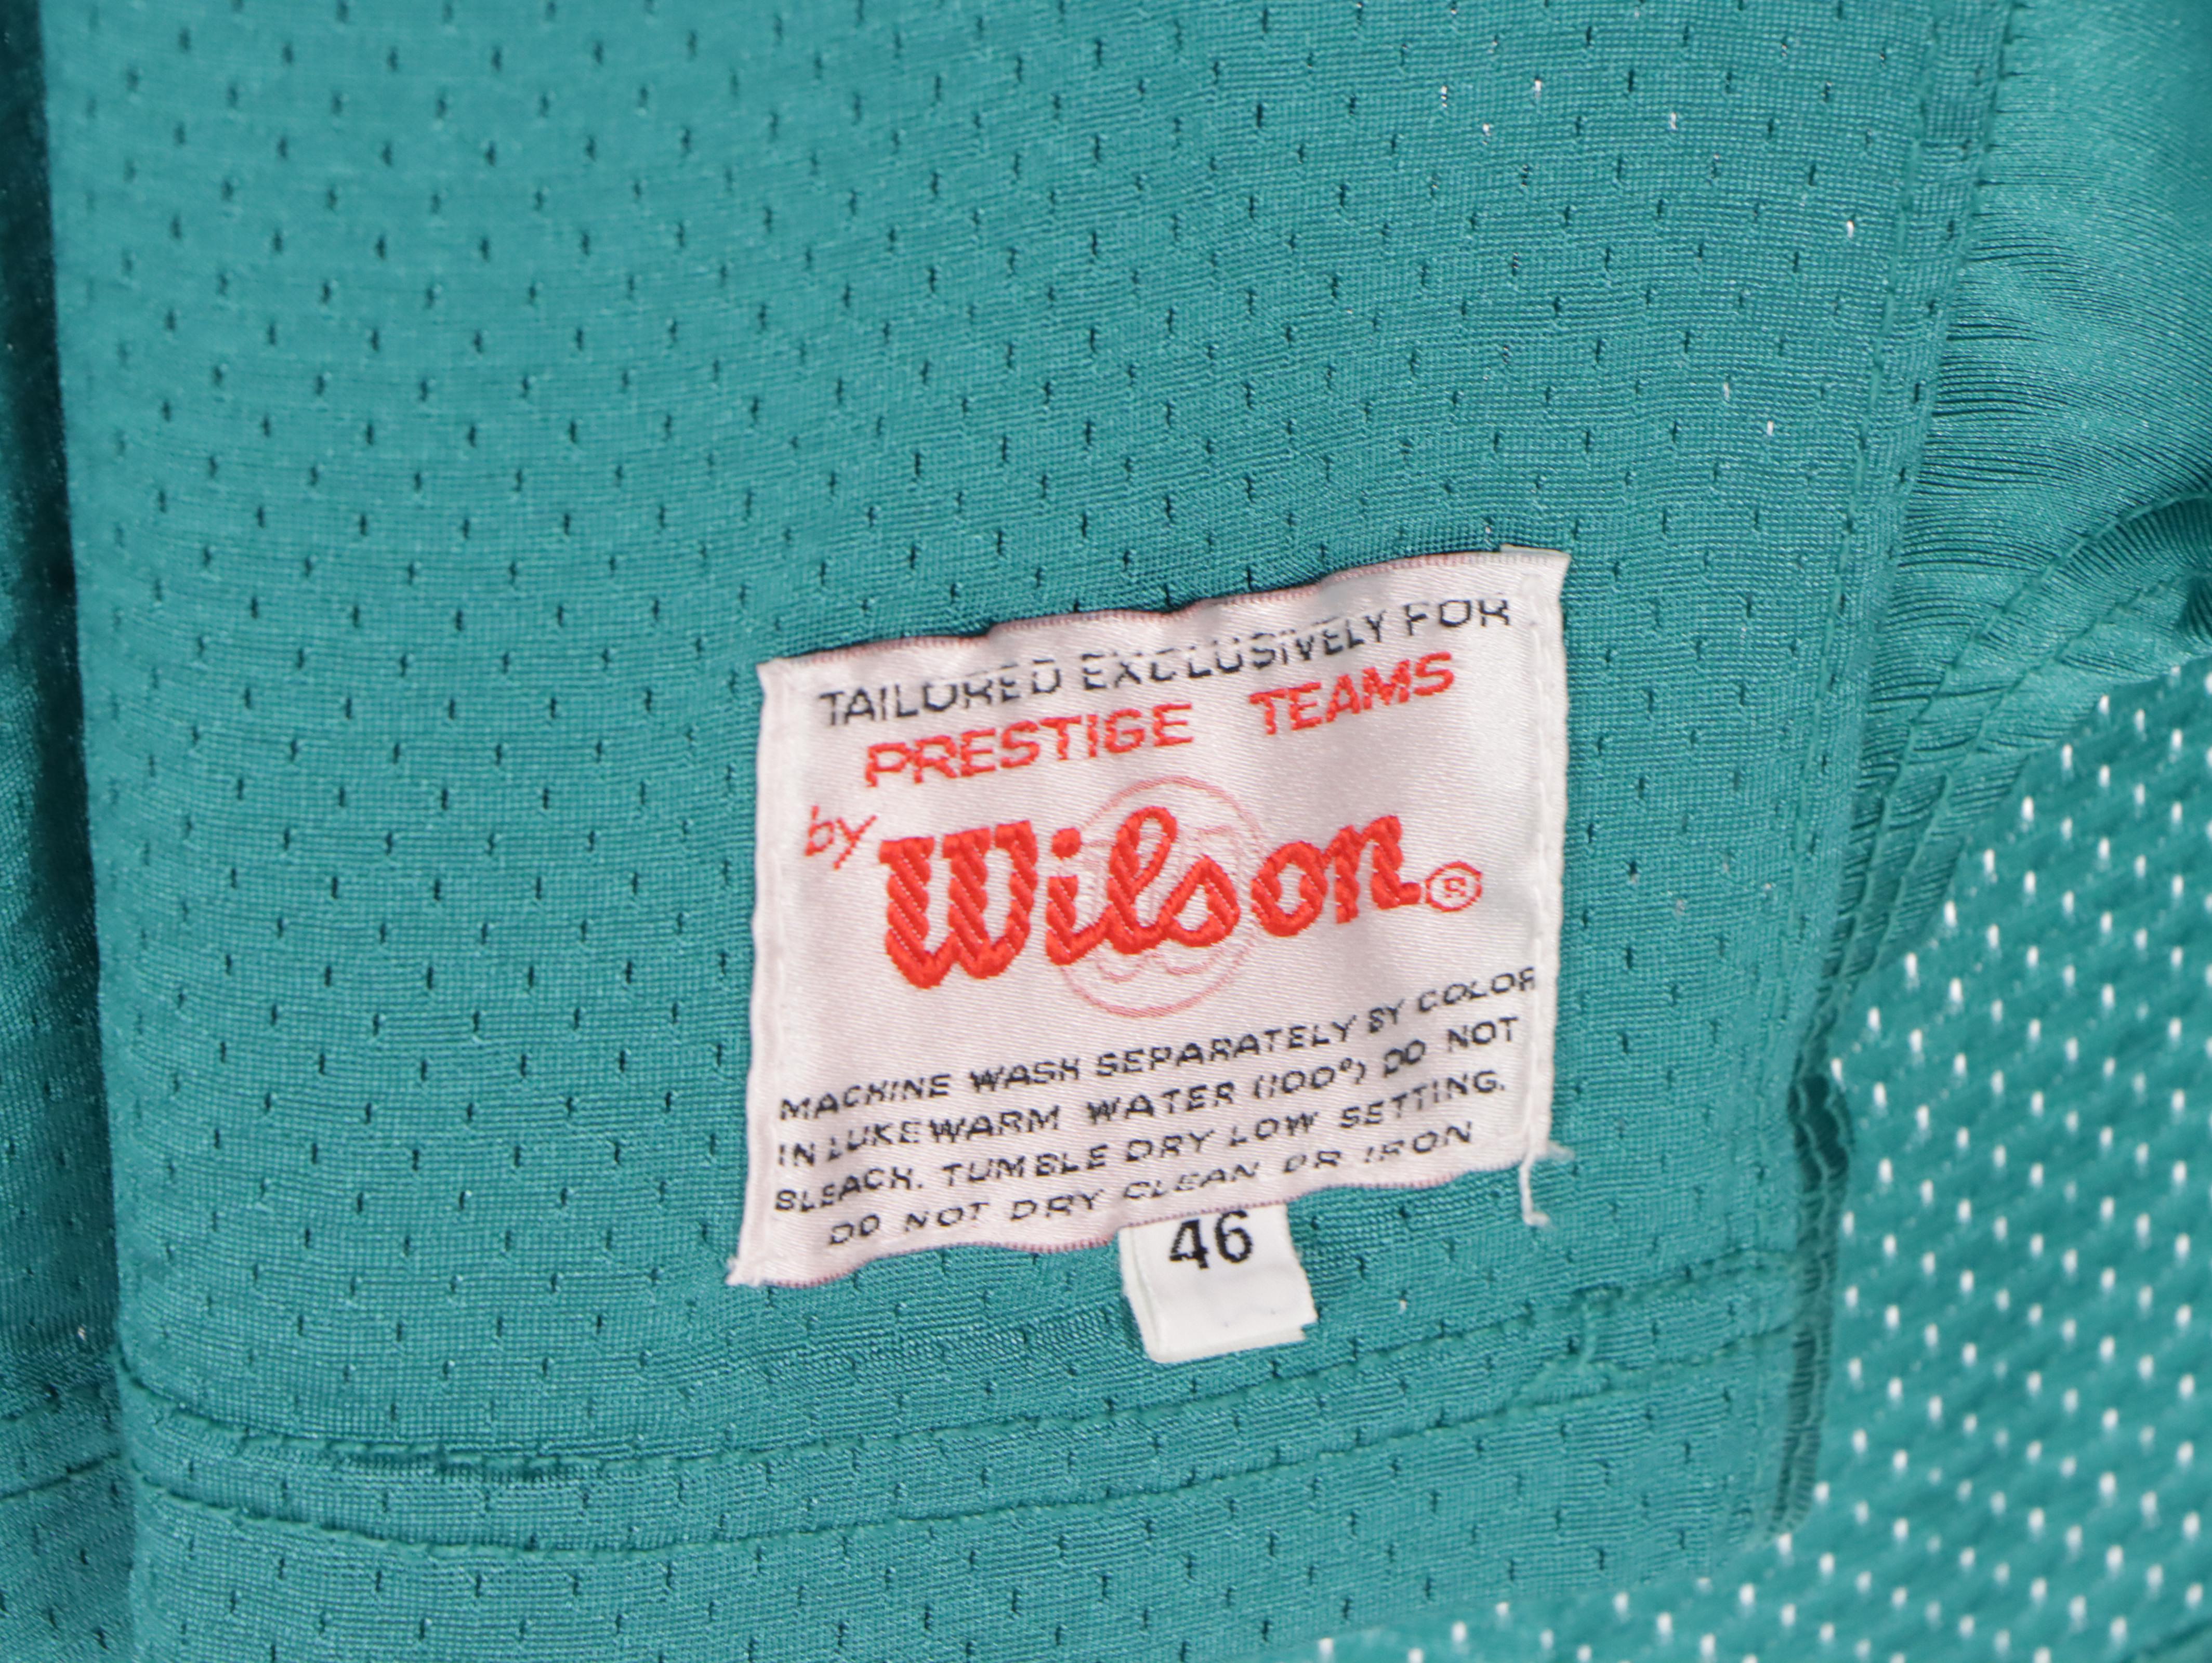 TAILORED EXCLUSIVELY FOR
PRESTIGE TEAMS
by Wilson®
MACHINE WASH SEPARATELY BY COLOR
IN LUKEWARM WATER (100°) DO NOT
BLEACH. TUMBLE DRY LOW SETTING.
DO NOT DRY CLEAN OR IRON
46